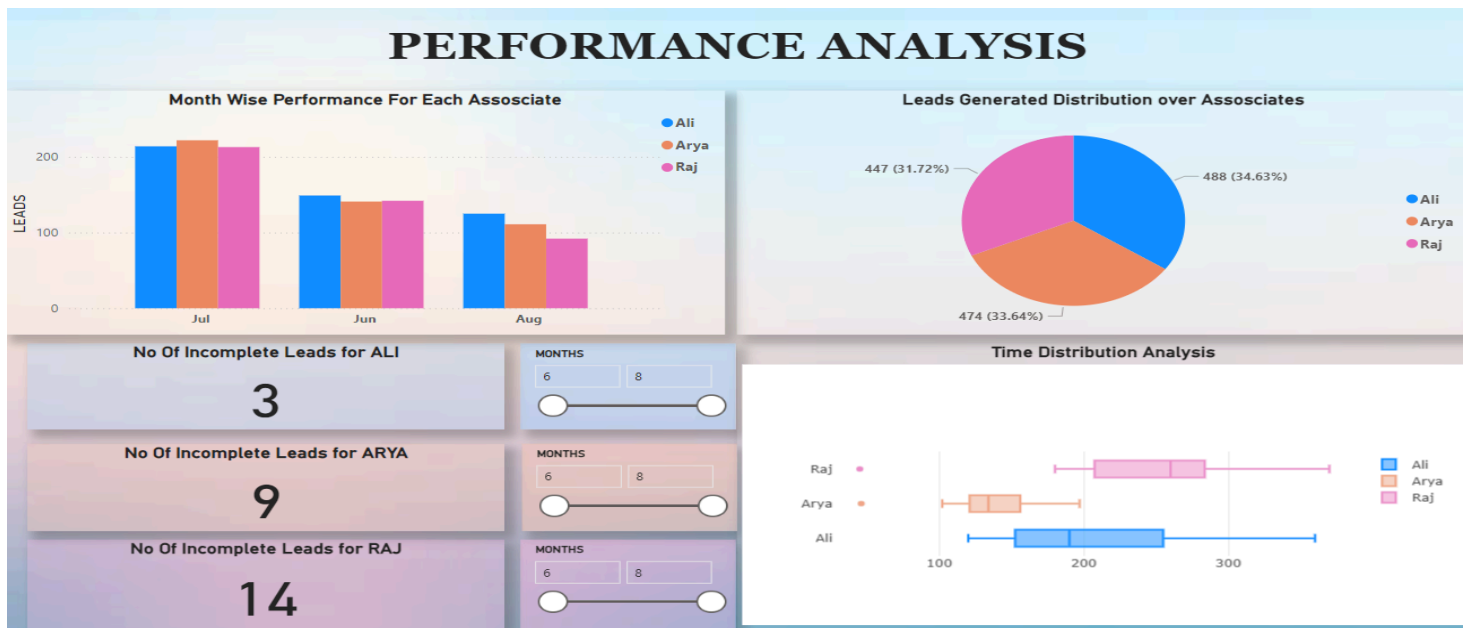 PERFORMANCE ANALYSIS
Month Wise Performance For Each Assosciate
Ali
Arya
Raj
LEADS
200
100
0
Jul
Jun
Aug
Leads Generated Distribution over Assosciates
447 (31.72%)
488 (34.63%)
474 (33.64%)
Ali
Arya
Raj
No Of Incomplete Leads for ALI
3
MONTHS
6
8
No Of Incomplete Leads for ARYA
9
MONTHS
6
8
No Of Incomplete Leads for RAJ
14
MONTHS
6
8
Time Distribution Analysis
Raj
Arya
Ali
100
200
300
Ali
Arya
Raj